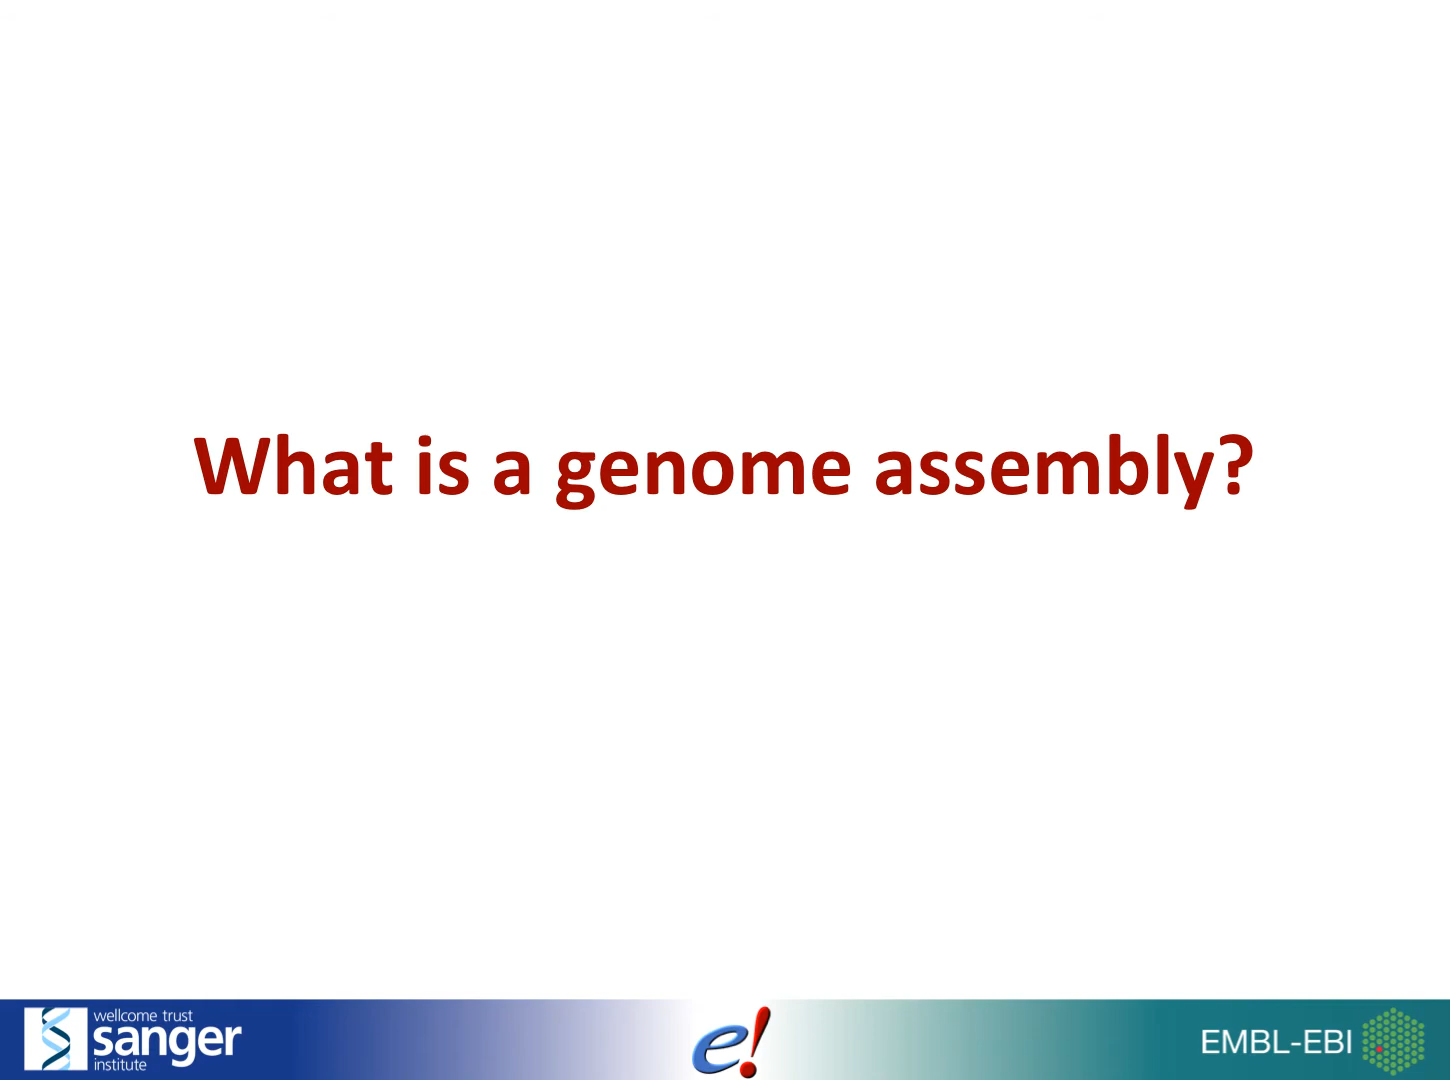 What is a genome assembly?
wellcome trust
sanger
institute
e!
EMBL-EBI